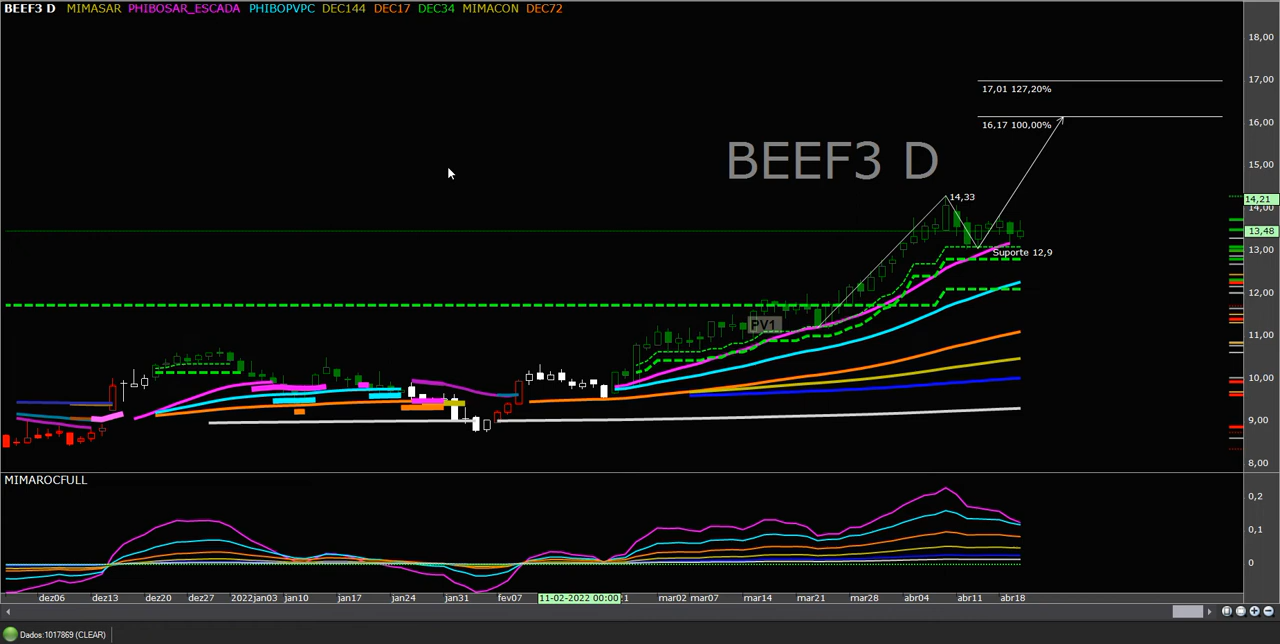 BEEF3 D MIMASAR PHIBOSAR_ESCADA PHIBOPVPC DEC144 DEC17 DEC34 MIMACON DEC72
18,00
17,00
17,01 127,20%
16,00
16,17 100,00%
BEEF3 D
15,00
14,33
14,21
14,00
13,48
13,00
Suporte 12,9
12,00
PV1
11,00
10,00
9,00
8,00
MIMAROCFULL
0,2
0,1
0
dez06 dez13 dez20 dez27 2022jan03 jan10 jan17 jan24 jan31 fev07 11-02-2022 00:00 21 mar02 mar07 mar14 mar21 mar28 abr04 abr11 abr18
Dados:1017869 (CLEAR)